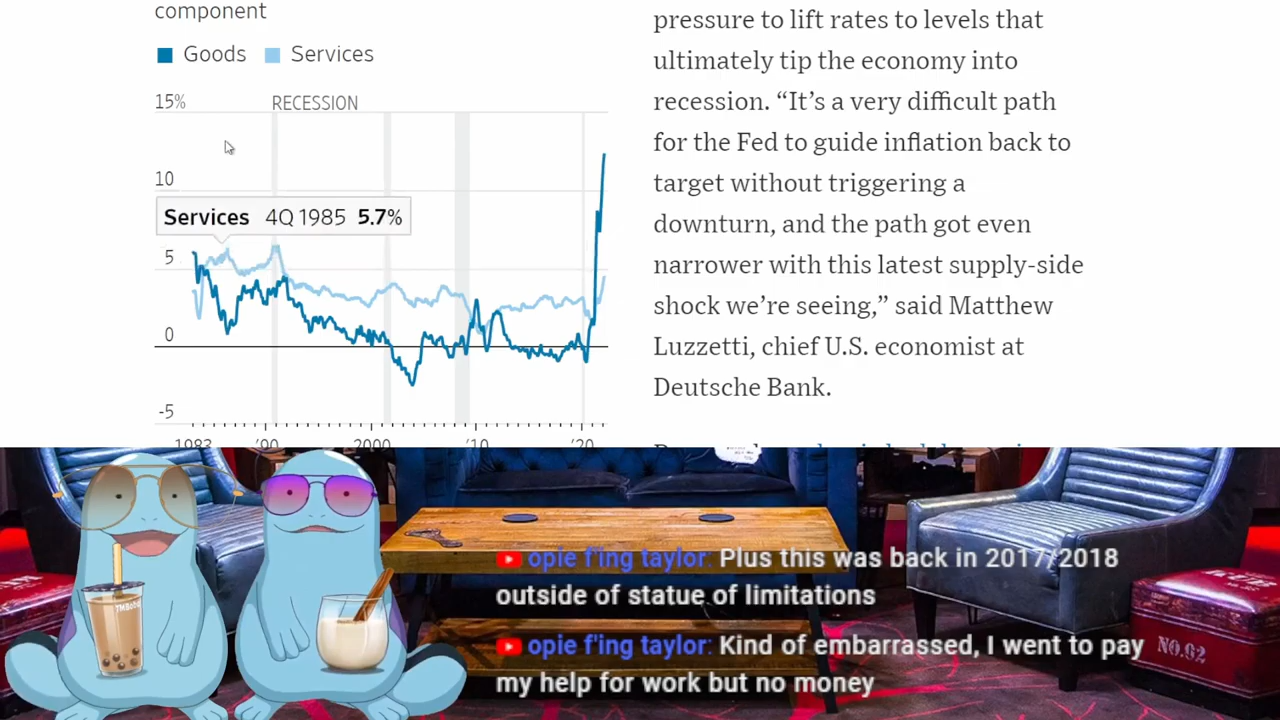 component
Goods Services
15%
RECESSION
10
Services 4Q 1985 5.7%
5
0
-5
1983 '90 2000 '10 '20
pressure to lift rates to levels that
ultimately tip the economy into
recession. “It’s a very difficult path
for the Fed to guide inflation back to
target without triggering a
downturn, and the path got even
narrower with this latest supply-side
shock we’re seeing,” said Matthew
Luzzetti, chief U.S. economist at
Deutsche Bank.
opie f'ing taylor: Plus this was back in 2017/2018
outside of statue of limitations
opie f'ing taylor: Kind of embarrassed, I went to pay
my help for work but no money
NO.92